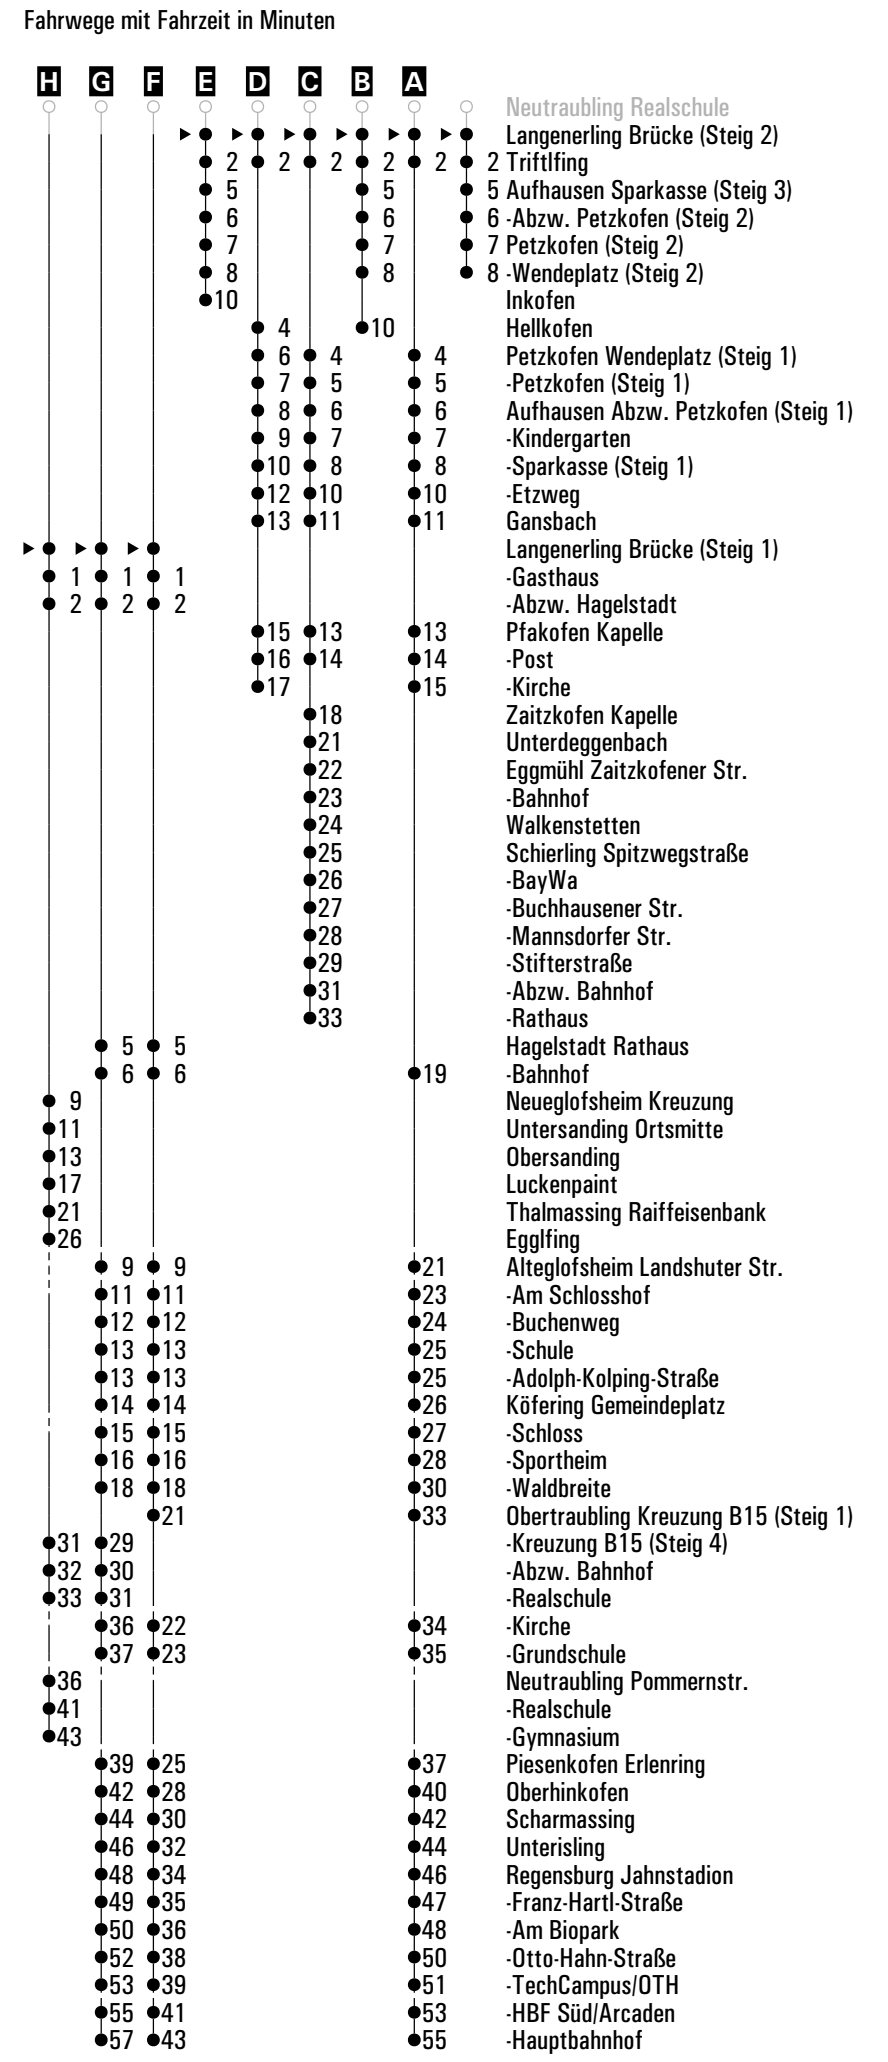 Fahrwege mit Fahrzeit in Minuten
H G F E D C B A
Neutraubling Realschule
Langenerling Brücke (Steig 2)
2 2 2 2 2 2 Triftlfing
5 5 5 Aufhausen Sparkasse (Steig 3)
6 6 6 -Abzw. Petzkofen (Steig 2)
7 7 7 Petzkofen (Steig 2)
8 8 8 -Wendeplatz (Steig 2)
10 Inkofen
4 10 Hellkofen
6 4 4 Petzkofen Wendeplatz (Steig 1)
7 5 5 -Petzkofen (Steig 1)
8 6 6 Aufhausen Abzw. Petzkofen (Steig 1)
9 7 7 -Kindergarten
10 8 8 -Sparkasse (Steig 1)
12 10 10 -Etzweg
13 11 11 Gansbach
Langenerling Brücke (Steig 1)
1 1 1 -Gasthaus
2 2 2 -Abzw. Hagelstadt
15 13 13 Pfakofen Kapelle
16 14 14 -Post
17 15 -Kirche
18 Zaitzkofen Kapelle
21 Unterdeggenbach
22 Eggmühl Zaitzkofener Str.
23 -Bahnhof
24 Walkenstetten
25 Schierling Spitzwegstraße
26 -BayWa
27 -Buchhausener Str.
28 -Mannsdorfer Str.
29 -Stifterstraße
31 -Abzw. Bahnhof
33 -Rathaus
5 5 Hagelstadt Rathaus
6 6 19 -Bahnhof
9 Neueglofsheim Kreuzung
11 Untersanding Ortsmitte
13 Obersanding
17 Luckenpaint
21 Thalmassing Raiffeisenbank
26 Egglfing
9 9 21 Alteglofsheim Landshuter Str.
11 11 23 -Am Schlosshof
12 12 24 -Buchenweg
13 13 25 -Schule
13 13 25 -Adolph-Kolping-Straße
14 14 26 Köfering Gemeindeplatz
15 15 27 -Schloss
16 16 28 -Sportheim
18 18 30 -Waldbreite
21 33 Obertraubling Kreuzung B15 (Steig 1)
31 29 -Kreuzung B15 (Steig 4)
32 30 -Abzw. Bahnhof
33 31 -Realschule
36 22 34 -Kirche
37 23 35 -Grundschule
36 Neutraubling Pommernstr.
41 -Realschule
43 -Gymnasium
39 25 37 Piesenkofen Erlenring
42 28 40 Oberhinkofen
44 30 42 Scharmassing
46 32 44 Unterisling
48 34 46 Regensburg Jahnstadion
49 35 47 -Franz-Hartl-Straße
50 36 48 -Am Biopark
52 38 50 -Otto-Hahn-Straße
53 39 51 -TechCampus/OTH
55 41 53 -HBF Süd/Arcaden
57 43 55 -Hauptbahnhof